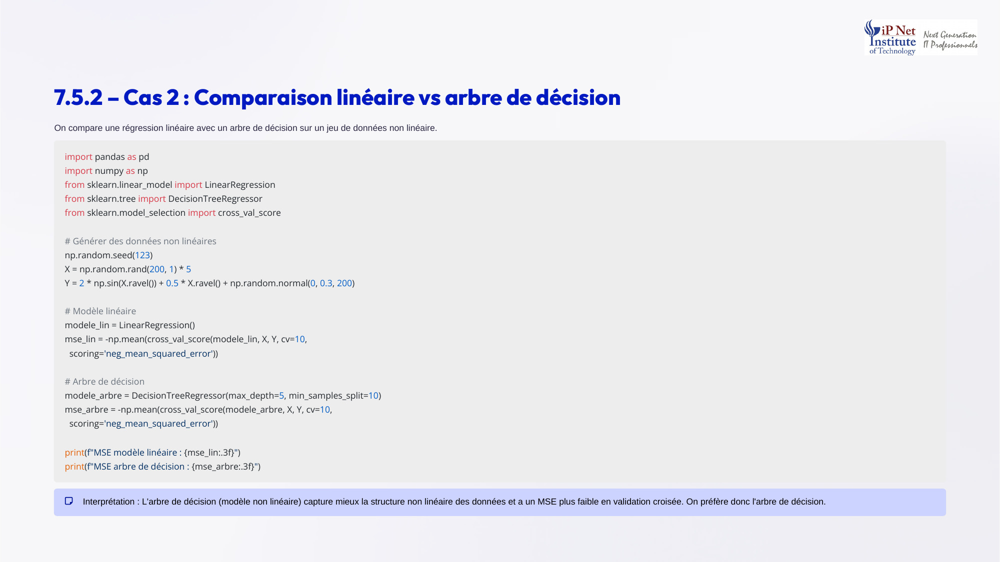 iP Net
Institute
of Technology
Next Generation
IT Professionnels
7.5.2 – Cas 2 : Comparaison linéaire vs arbre de décision
On compare une régression linéaire avec un arbre de décision sur un jeu de données non linéaire.
import pandas as pd
import numpy as np
from sklearn.linear_model import LinearRegression
from sklearn.tree import DecisionTreeRegressor
from sklearn.model_selection import cross_val_score
# Générer des données non linéaires
np.random.seed(123)
X = np.random.rand(200, 1) * 5
Y = 2 * np.sin(X.ravel()) + 0.5 * X.ravel() + np.random.normal(0, 0.3, 200)
# Modèle linéaire
modele_lin = LinearRegression()
mse_lin = -np.mean(cross_val_score(modele_lin, X, Y, cv=10,
scoring='neg_mean_squared_error'))
# Arbre de décision
modele_arbre = DecisionTreeRegressor(max_depth=5, min_samples_split=10)
mse_arbre = -np.mean(cross_val_score(modele_arbre, X, Y, cv=10,
scoring='neg_mean_squared_error'))
print(f"MSE modèle linéaire : {mse_lin:.3f}")
print(f"MSE arbre de décision : {mse_arbre:.3f}")
Interprétation : L'arbre de décision (modèle non linéaire) capture mieux la structure non linéaire des données et a un MSE plus faible en validation croisée. On préfère donc l'arbre de décision.